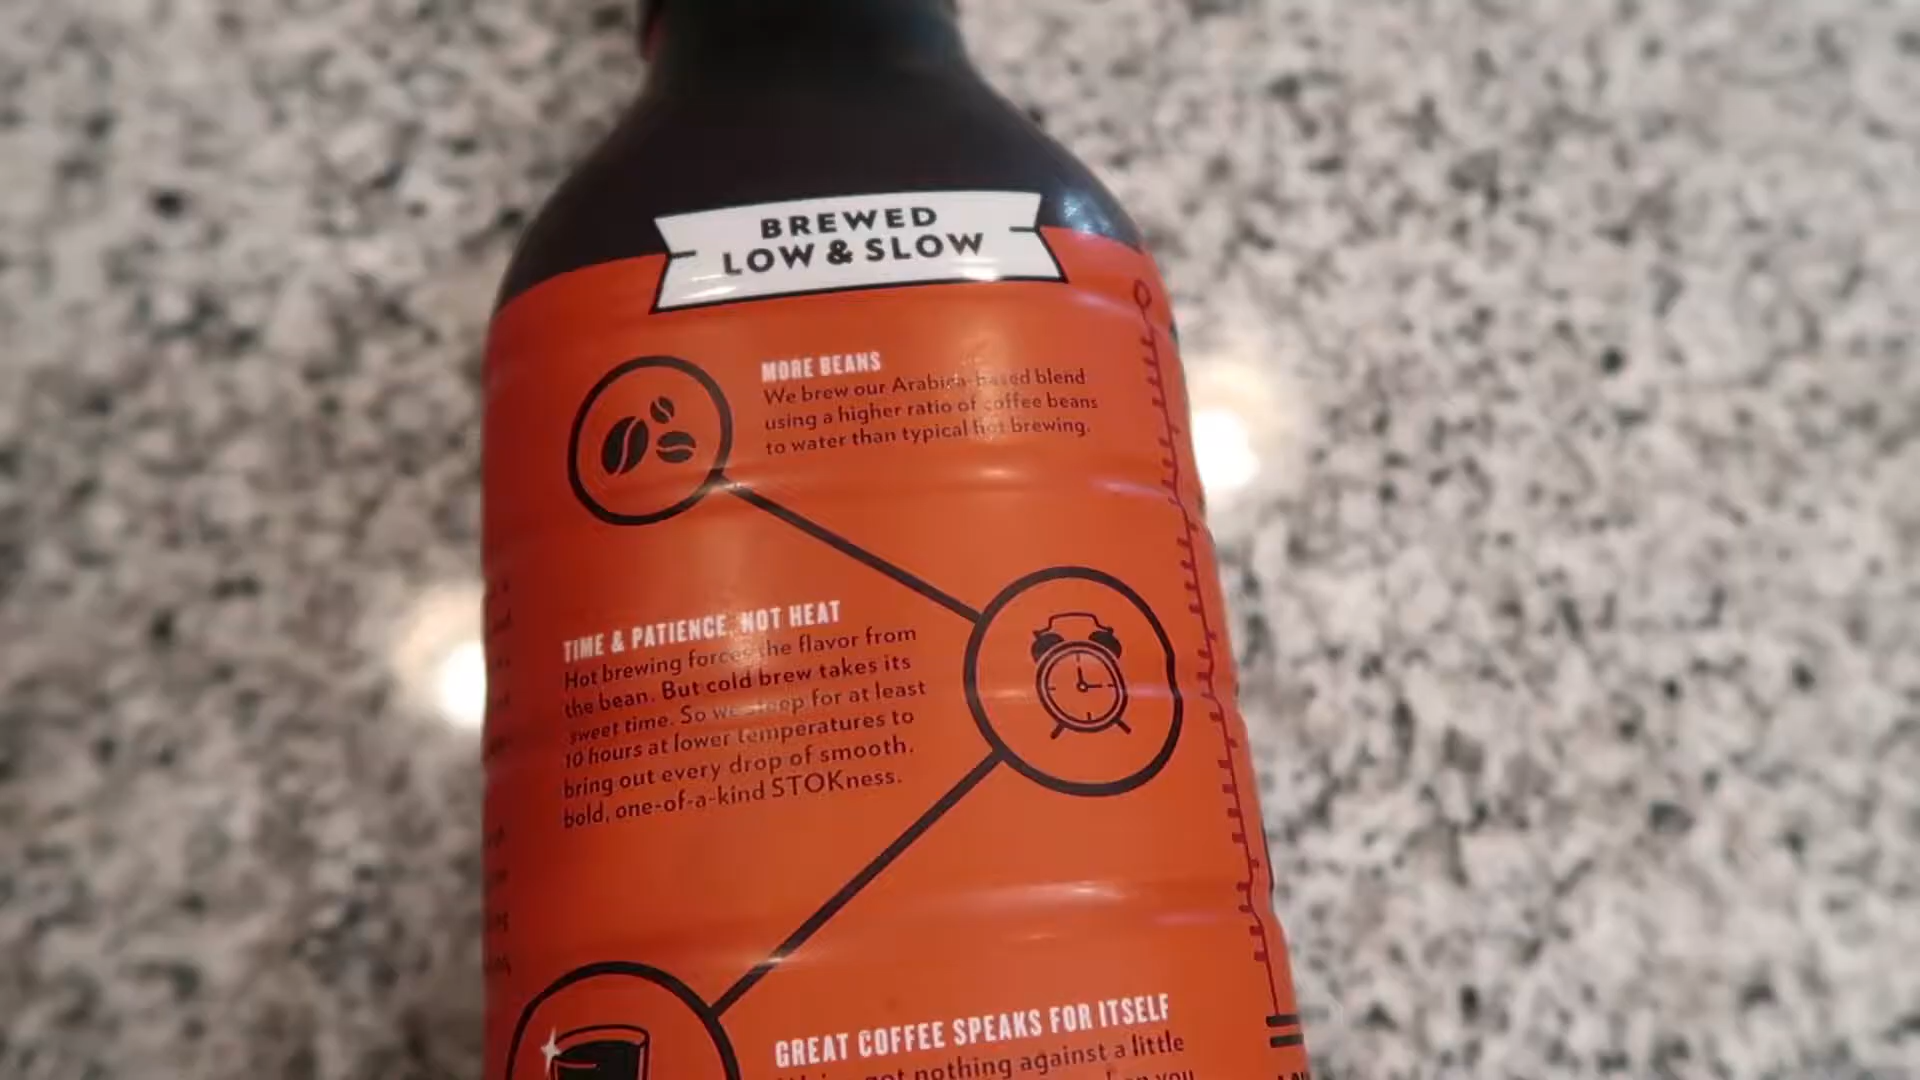 BREWED
LOW & SLOW
MORE BEANS
We brew our Arabica-based blend
using a higher ratio of coffee beans
to water than typical hot brewing.
TIME & PATIENCE, NOT HEAT
Hot brewing forces the flavor from
the bean. But cold brew takes its
sweet time. So we steep for at least
10 hours at lower temperatures to
bring out every drop of smooth,
bold, one-of-a-kind STOKness.
GREAT COFFEE SPEAKS FOR ITSELF
got nothing against a little
you